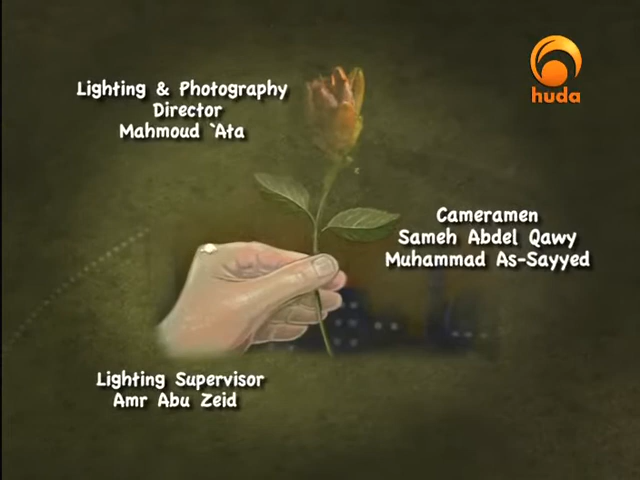 huda
Lighting & Photography
Director
Mahmoud `Ata
Cameramen
Sameh Abdel Qawy
Muhammad As-Sayyed
Lighting Supervisor
Amr Abu Zeid